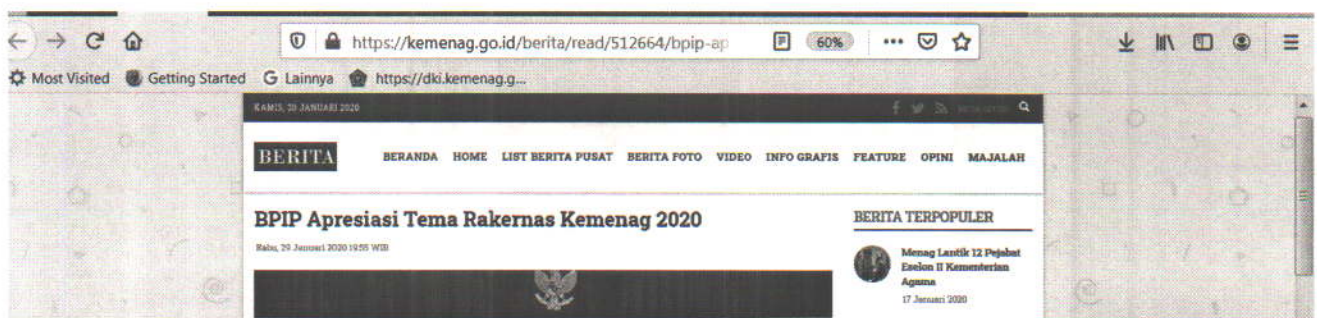 https://kemenag.go.id/berita/read/512664/bpip-ap
60%
Most Visited
Getting Started
Lainnya
https://dki.kemenag.g...
KAMIS, 30 JANUARI 2020
BERITA
BERANDA HOME LIST BERITA PUSAT BERITA FOTO VIDEO INFO GRAFIS FEATURE OPINI MAJALAH
BPIP Apresiasi Tema Rakernas Kemenag 2020
Rabu, 29 Januari 2020 19:55 WIB
BERITA TERPOPULER
Menag Lantik 12 Pejabat
Eselon II Kementerian
Agama
17 Januari 2020